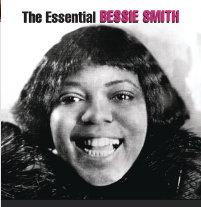 The Essential BESSIE SMITH